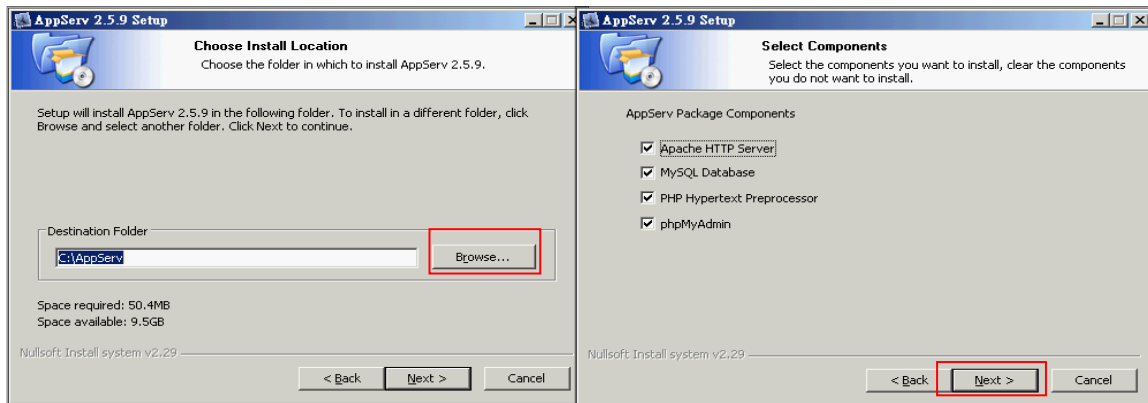 AppServ 2.5.9 Setup
Choose Install Location
Choose the folder in which to install AppServ 2.5.9.
Setup will install AppServ 2.5.9 in the following folder. To install in a different folder, click
Browse and select another folder. Click Next to continue.
Destination Folder
C:\AppServ
Browse...
Space required: 50.4MB
Space available: 9.5GB
Nullsoft Install system v2.29
< Back
Next >
Cancel
AppServ 2.5.9 Setup
Select Components
Select the components you want to install, clear the components
you do not want to install.
AppServ Package Components
Apache HTTP Server
MySQL Database
PHP Hypertext Preprocessor
phpMyAdmin
Nullsoft Install system v2.29
< Back
Next >
Cancel